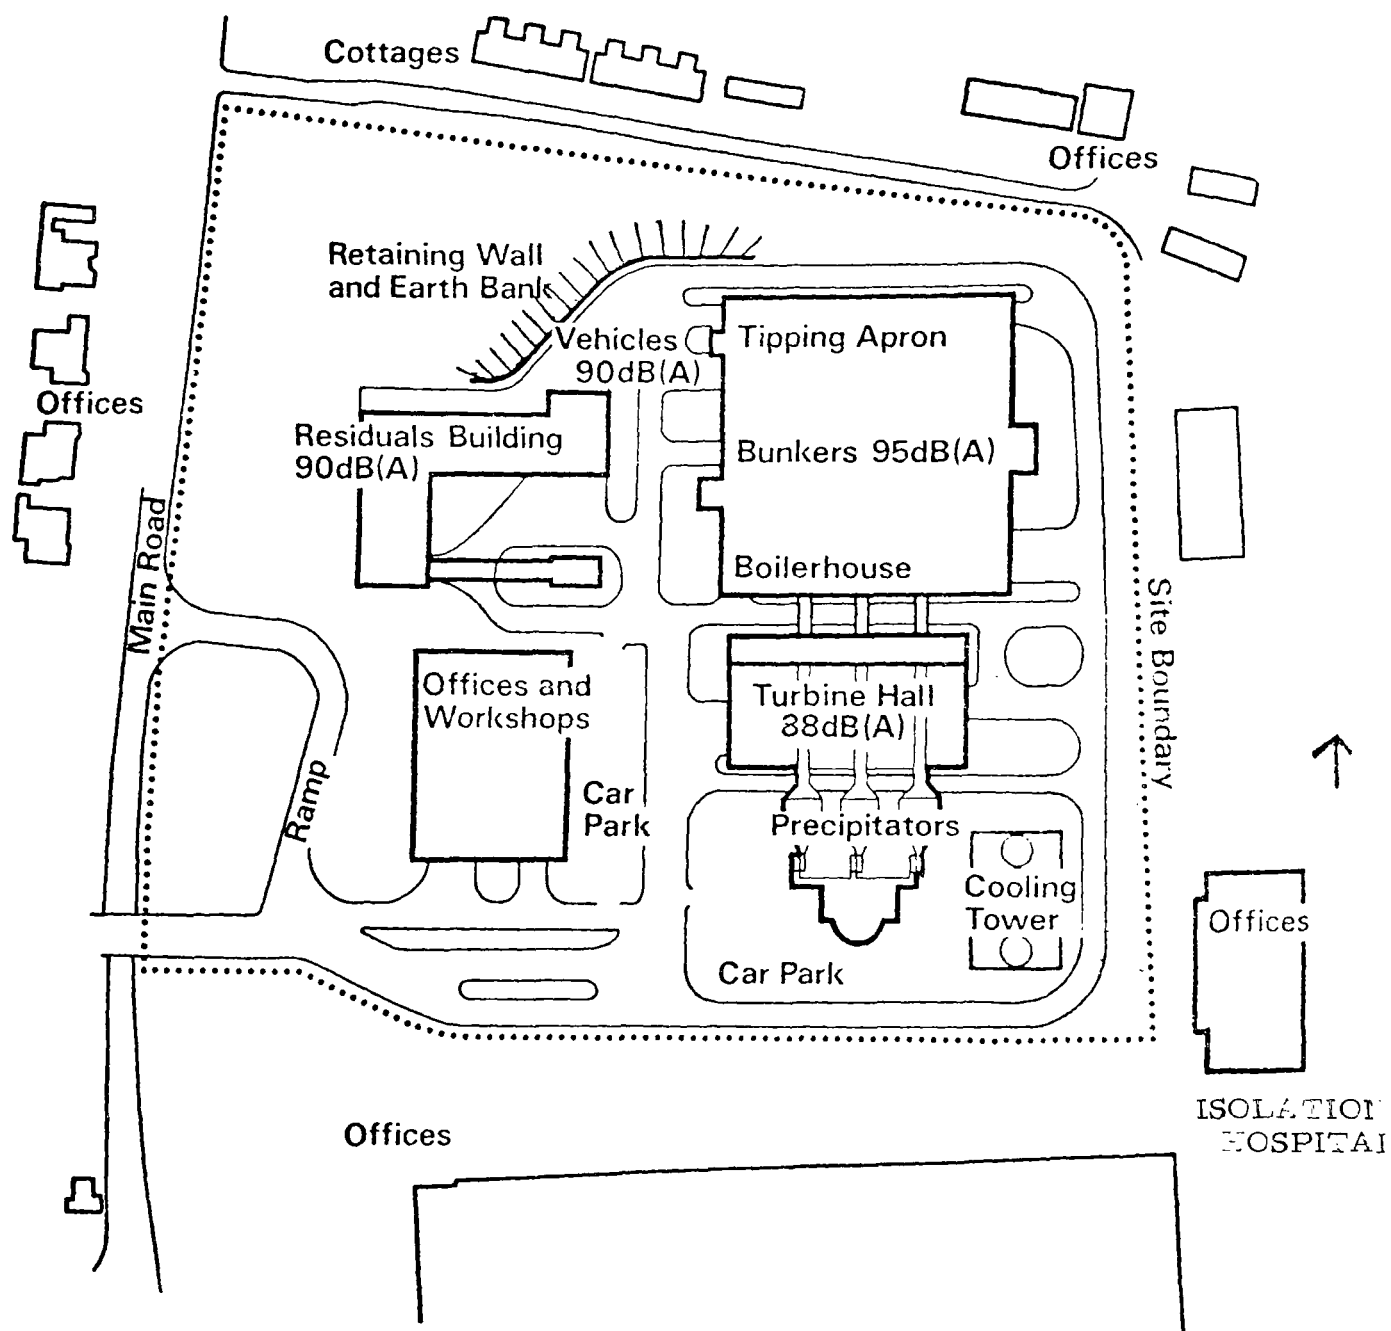 Cottages
Offices
Retaining Wall
and Earth Bank
Vehicles
90dB(A)
Tipping Apron
Offices
Residuals Building
90dB(A)
Bunkers 95dB(A)
Main Road
Boilerhouse
Site Boundary
Offices and
Workshops
Turbine Hall
88dB(A)
Ramp
Car
Park
Precipitators
Cooling
Tower
Offices
Car Park
ISOLATION
HOSPITAL
Offices